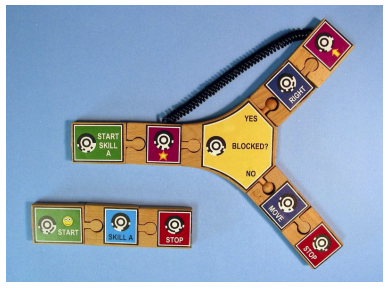 START
SKILL
A
YES
BLOCKED?
NO
RIGHT
MOVE
STOP
START
SKILL A
STOP